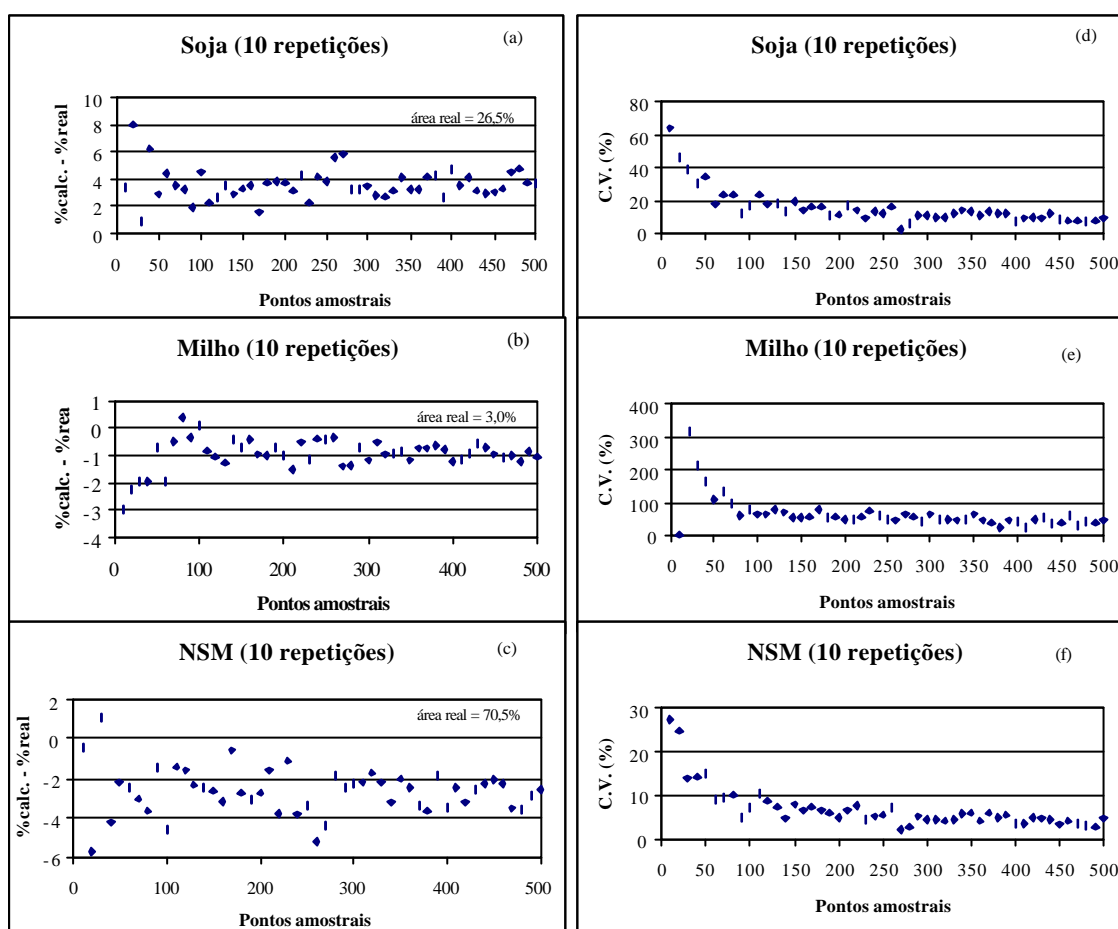 Soja (10 repetições)
(a)
%calc. - %real
10
8
6
4
2
0
área real = 26,5%
0 50 100 150 200 250 300 350 400 450 500
Pontos amostrais
Soja (10 repetições)
(d)
C.V. (%)
80
60
40
20
0
0 50 100 150 200 250 300 350 400 450 500
Pontos amostrais
Milho (10 repetições)
(b)
%calc. - %rea
1
0
-1
-2
-3
-4
área real = 3,0%
0 100 200 300 400 500
Pontos amostrais
Milho (10 repetições)
(e)
C.V. (%)
400
300
200
100
0
0 50 100 150 200 250 300 350 400 450 500
Pontos amostrais
NSM (10 repetições)
(c)
%calc. - %real
2
0
-2
-4
-6
área real = 70,5%
0 100 200 300 400 500
Pontos amostrais
NSM (10 repetições)
(f)
C.V. (%)
30
20
10
0
0 50 100 150 200 250 300 350 400 450 500
Pontos amostrais